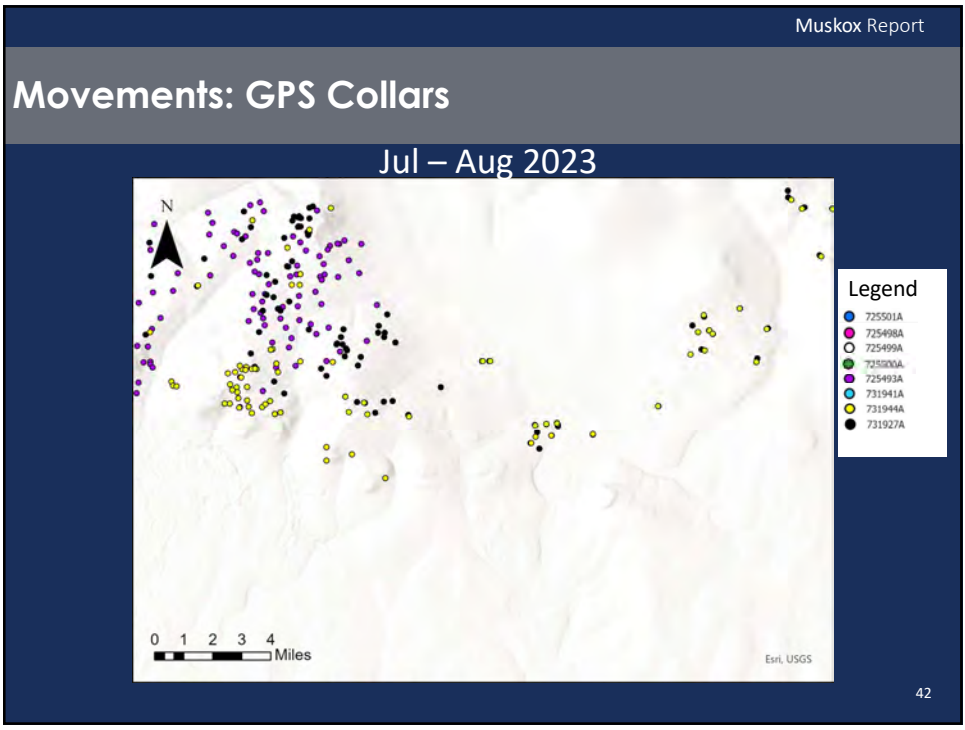 Muskox Report
Movements: GPS Collars
Jul – Aug 2023
N
Legend
725501A
725498A
725499A
725500A
725493A
731941A
731944A
731927A
0 1 2 3 4
Miles
Esri, USGS
42